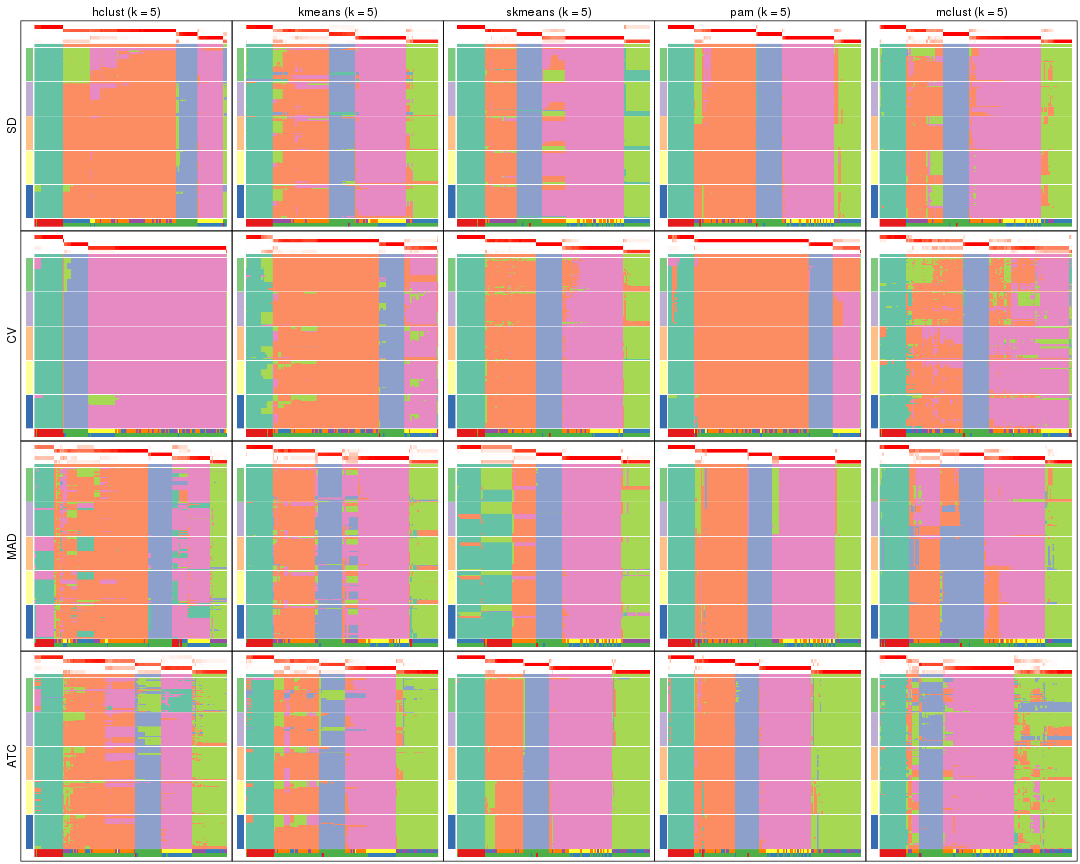 hclust (k = 5)
kmeans (k = 5)
skmeans (k = 5)
pam (k = 5)
mclust (k = 5)
SD
CV
MAD
ATC